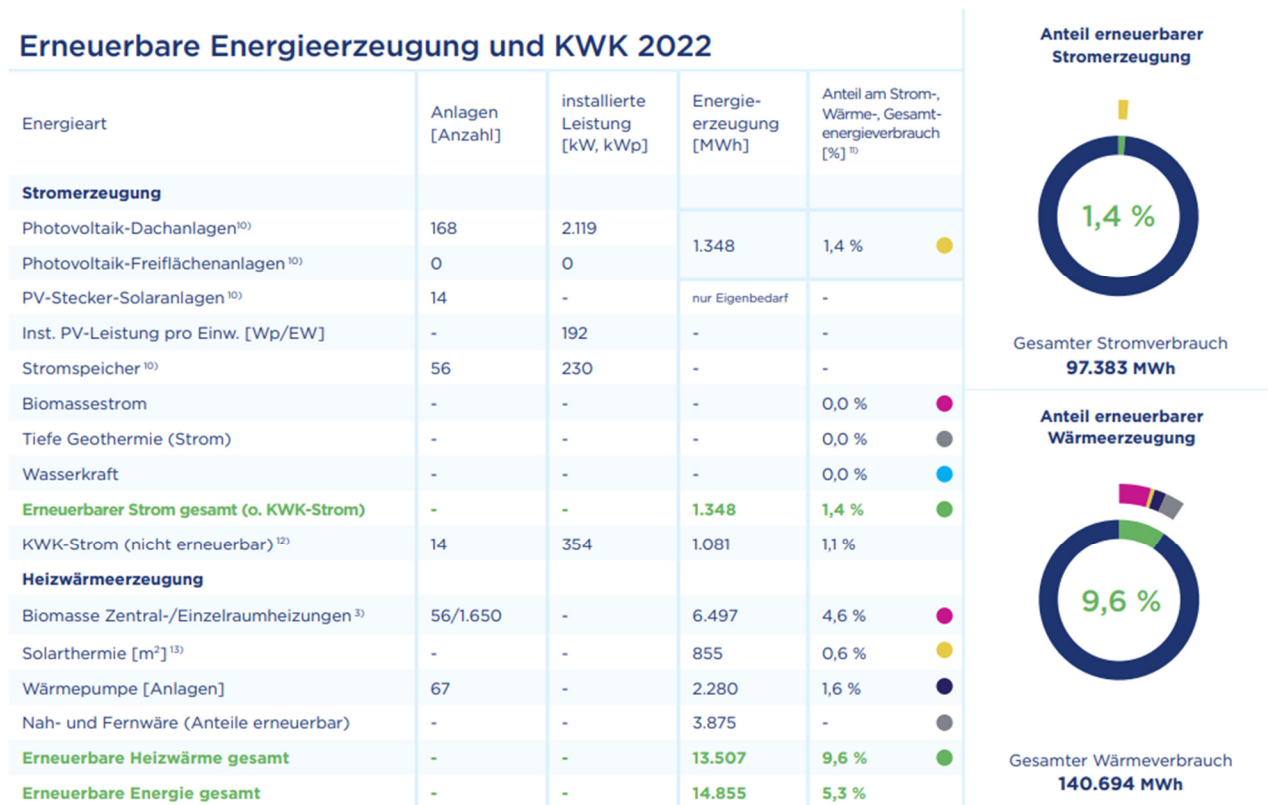 Erneuerbare Energieerzeugung und KWK 2022
Energieart
Anlagen
[Anzahl]
installierte
Leistung
[kW, kWp]
Energie-
erzeugung
[MWh]
Anteil am Strom-,
Wärme-, Gesamt-
energieverbrauch
[%] 11)
Stromerzeugung
Photovoltaik-Dachanlagen10) 168 2.119
Photovoltaik-Freiflächenanlagen 10) 0 0
1.348 1,4 %
PV-Stecker-Solaranlagen 10) 14 - nur Eigenbedarf -
Inst. PV-Leistung pro Einw. [Wp/EW] - 192 - -
Stromspeicher 10) 56 230 - -
Biomassestrom - - - 0,0 %
Tiefe Geothermie (Strom) - - - 0,0 %
Wasserkraft - - - 0,0 %
Erneuerbarer Strom gesamt (o. KWK-Strom) - - 1.348 1,4 %
KWK-Strom (nicht erneuerbar) 12) 14 354 1.081 1,1 %
Heizwärmeerzeugung
Biomasse Zentral-/Einzelraumheizungen 3) 56/1.650 - 6.497 4,6 %
Solarthermie [m²] 13) - - 855 0,6 %
Wärmepumpe [Anlagen] 67 - 2.280 1,6 %
Nah- und Fernwäre (Anteile erneuerbar) - - 3.875 -
Erneuerbare Heizwärme gesamt - - 13.507 9,6 %
Erneuerbare Energie gesamt - - 14.855 5,3 %
Anteil erneuerbarer
Stromerzeugung
1,4 %
Gesamter Stromverbrauch
97.383 MWh
Anteil erneuerbarer
Wärmeerzeugung
9,6 %
Gesamter Wärmeverbrauch
140.694 MWh